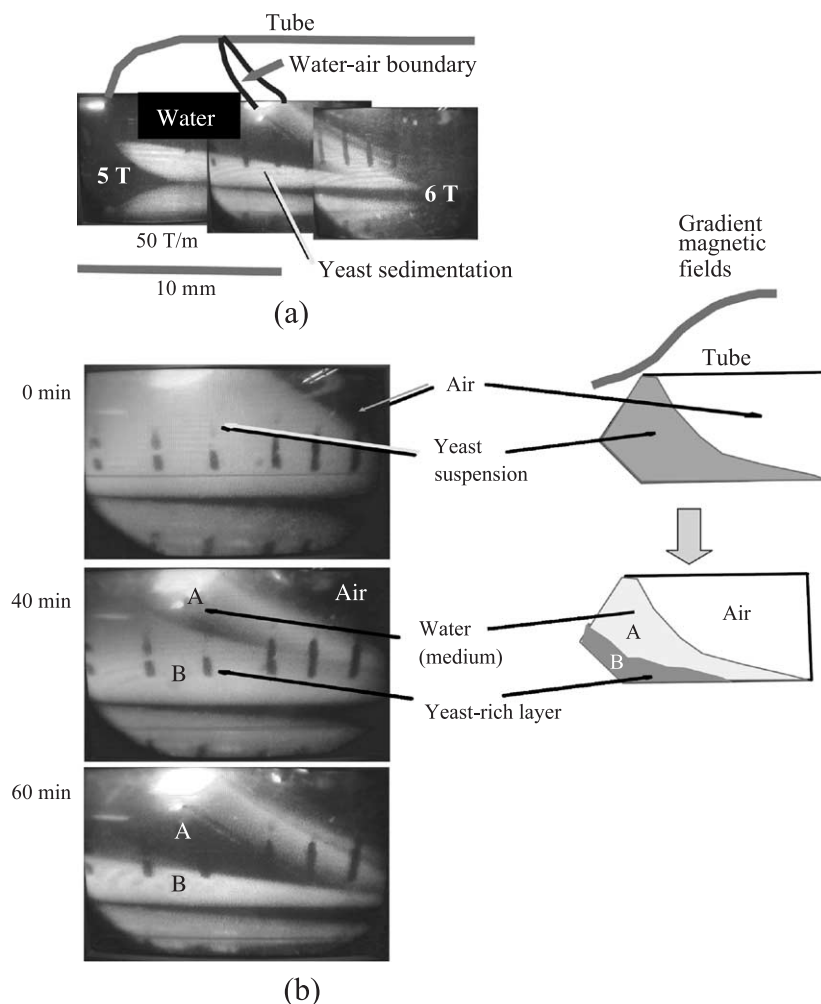 Tube
Water-air boundary
Water
5 T
6 T
50 T/m
Yeast sedimentation
10 mm
(a)
Gradient
magnetic
fields
Tube
0 min
Air
Yeast
suspension
40 min
A
Air
B
Water
(medium)
Yeast-rich layer
A
B
Air
60 min
A
B
(b)